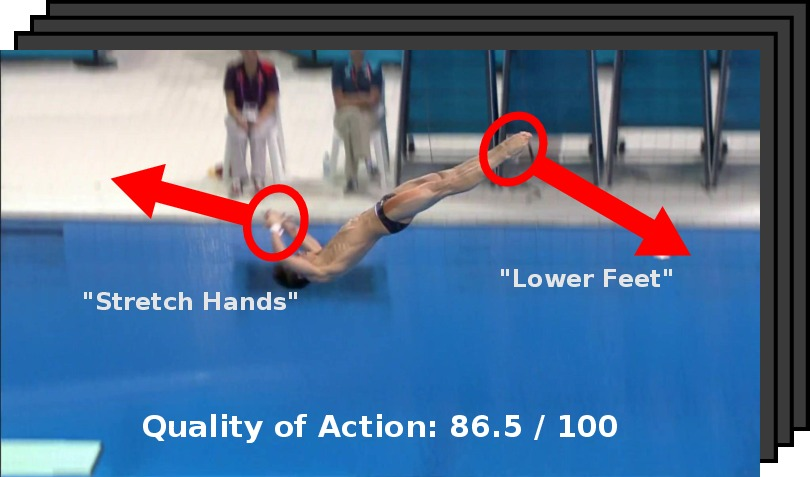 "Lower Feet"
"Stretch Hands"
Quality of Action: 86.5 / 100